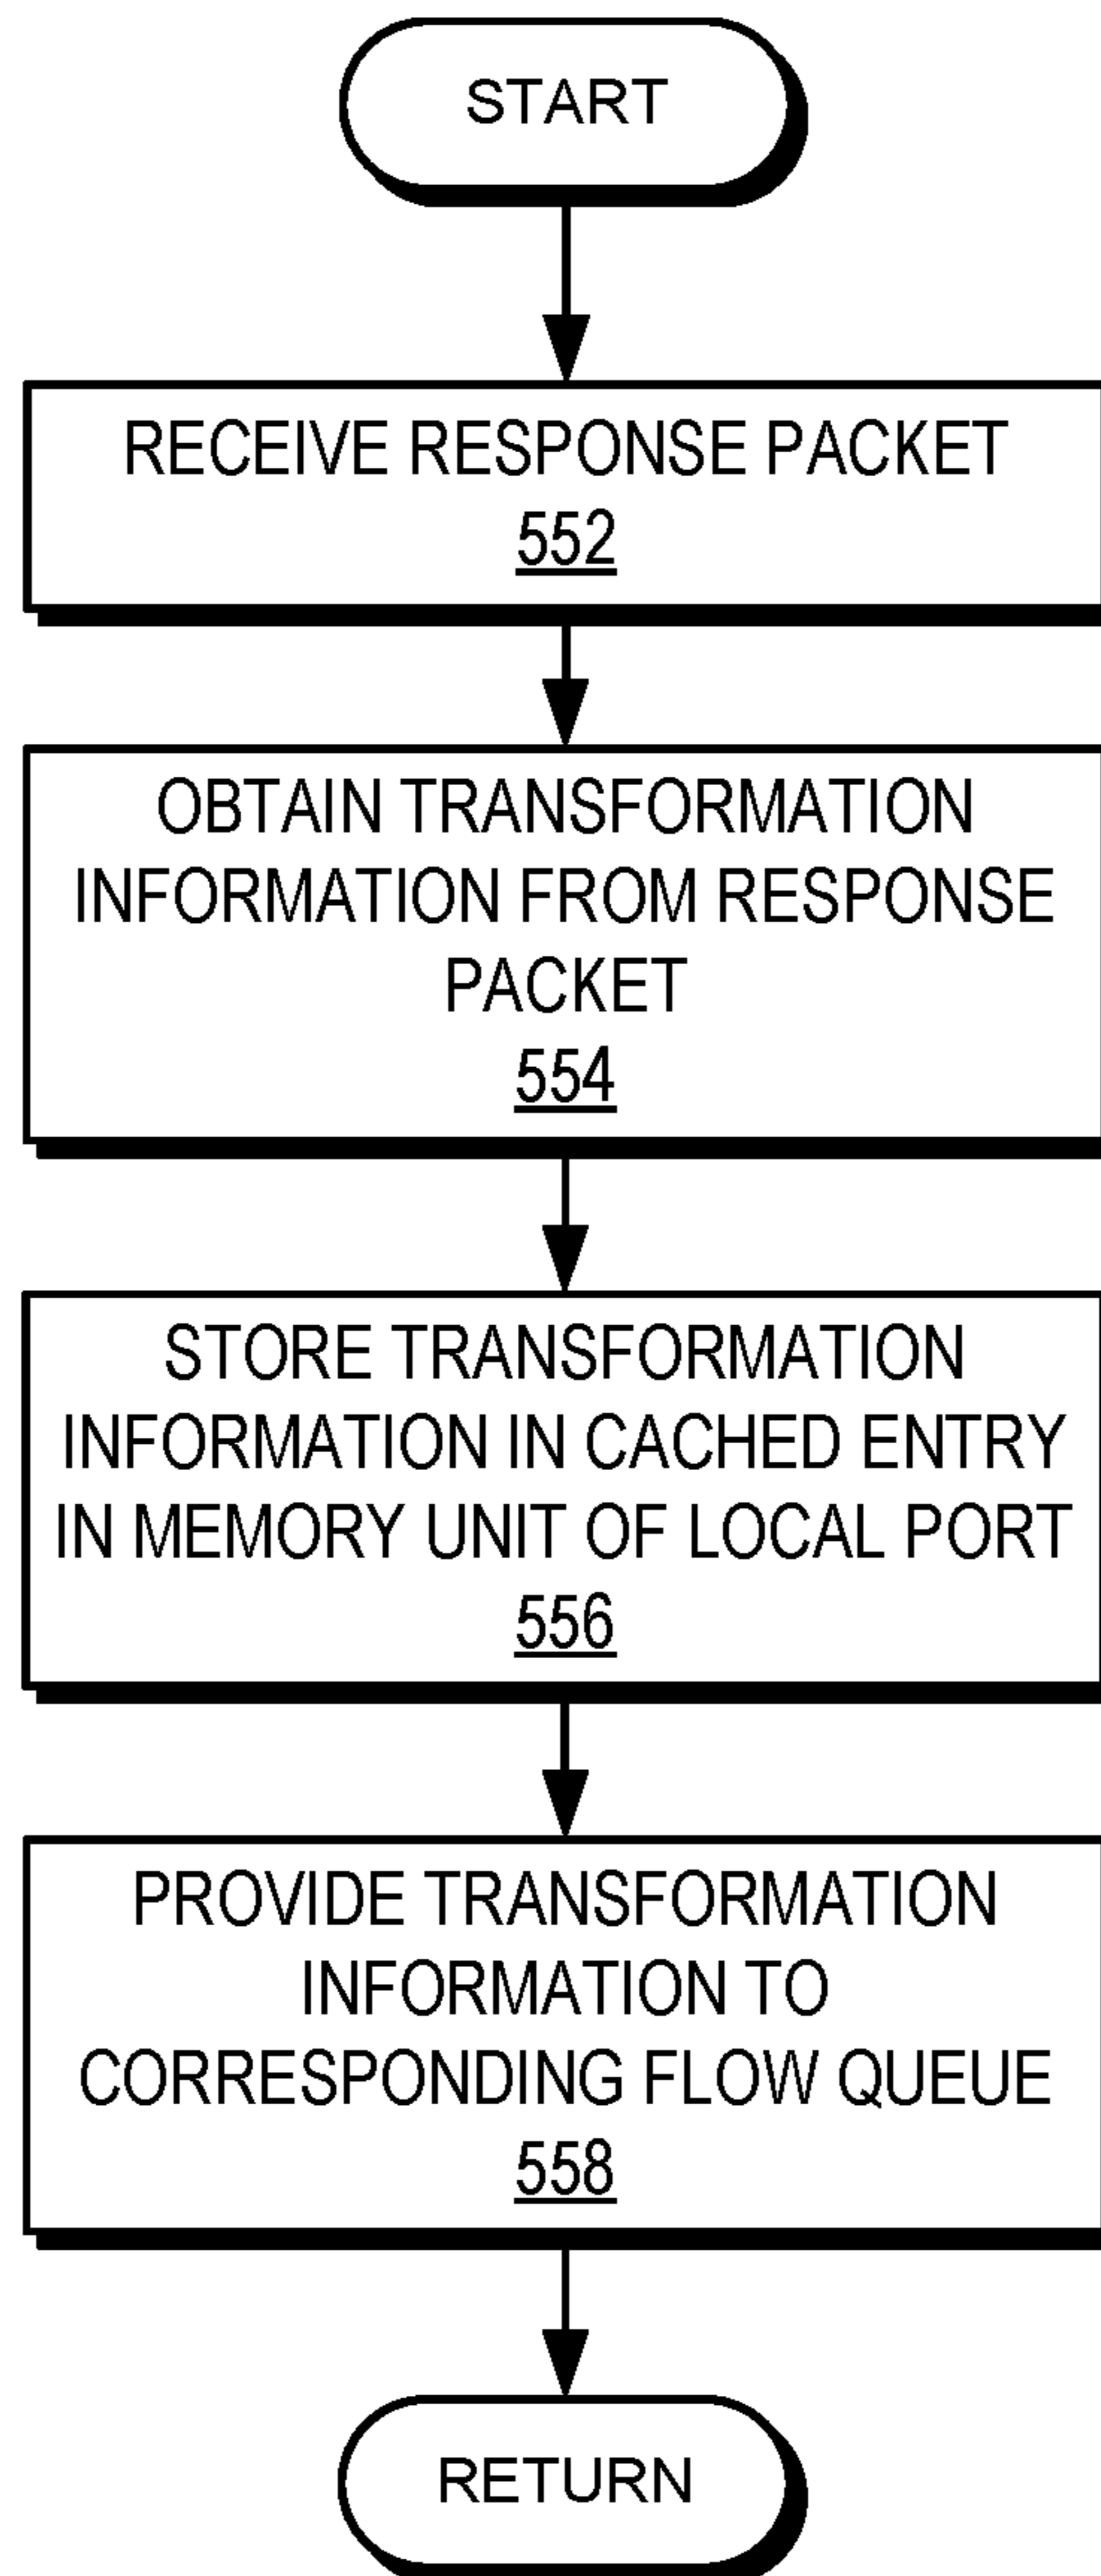 START
RECEIVE RESPONSE PACKET
552
OBTAIN TRANSFORMATION
INFORMATION FROM RESPONSE
PACKET
554
STORE TRANSFORMATION
INFORMATION IN CACHED ENTRY
IN MEMORY UNIT OF LOCAL PORT
556
PROVIDE TRANSFORMATION
INFORMATION TO
CORRESPONDING FLOW QUEUE
558
RETURN